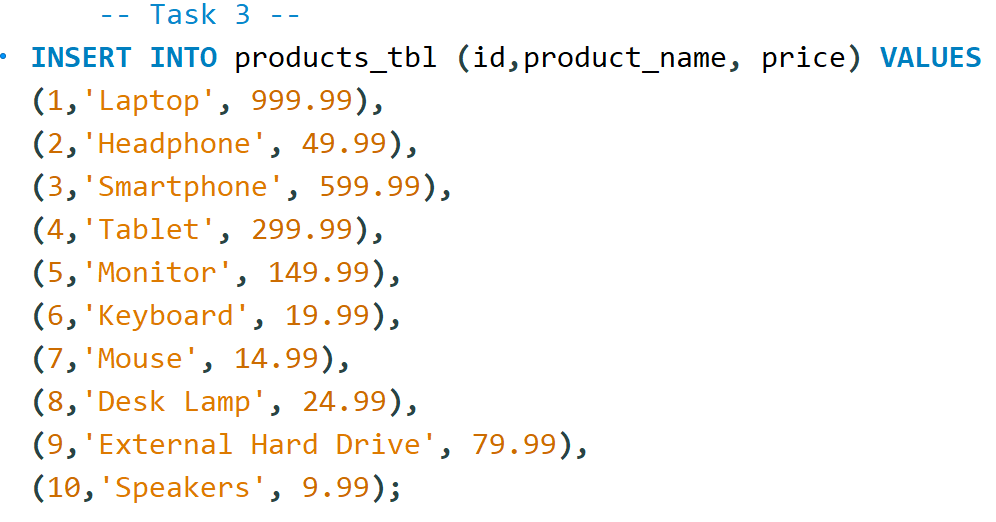 -- Task 3 --
INSERT INTO products_tbl (id,product_name, price) VALUES
(1,'Laptop', 999.99),
(2,'Headphone', 49.99),
(3,'Smartphone', 599.99),
(4,'Tablet', 299.99),
(5,'Monitor', 149.99),
(6,'Keyboard', 19.99),
(7,'Mouse', 14.99),
(8,'Desk Lamp', 24.99),
(9,'External Hard Drive', 79.99),
(10,'Speakers', 9.99);